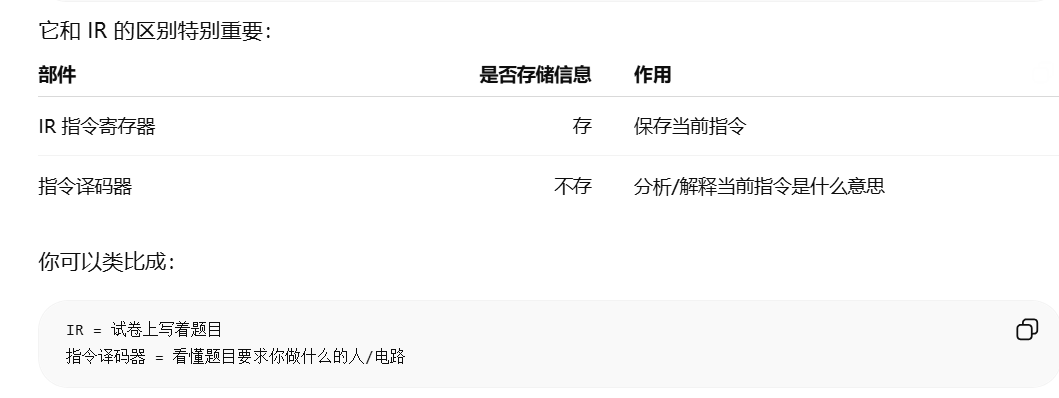 它和 IR 的区别特别重要：
部件 是否存储信息 作用
IR 指令寄存器 存 保存当前指令
指令译码器 不存 分析/解释当前指令是什么意思
你可以类比成：
IR = 试卷上写着题目
指令译码器 = 看懂题目要求你做什么的人/电路